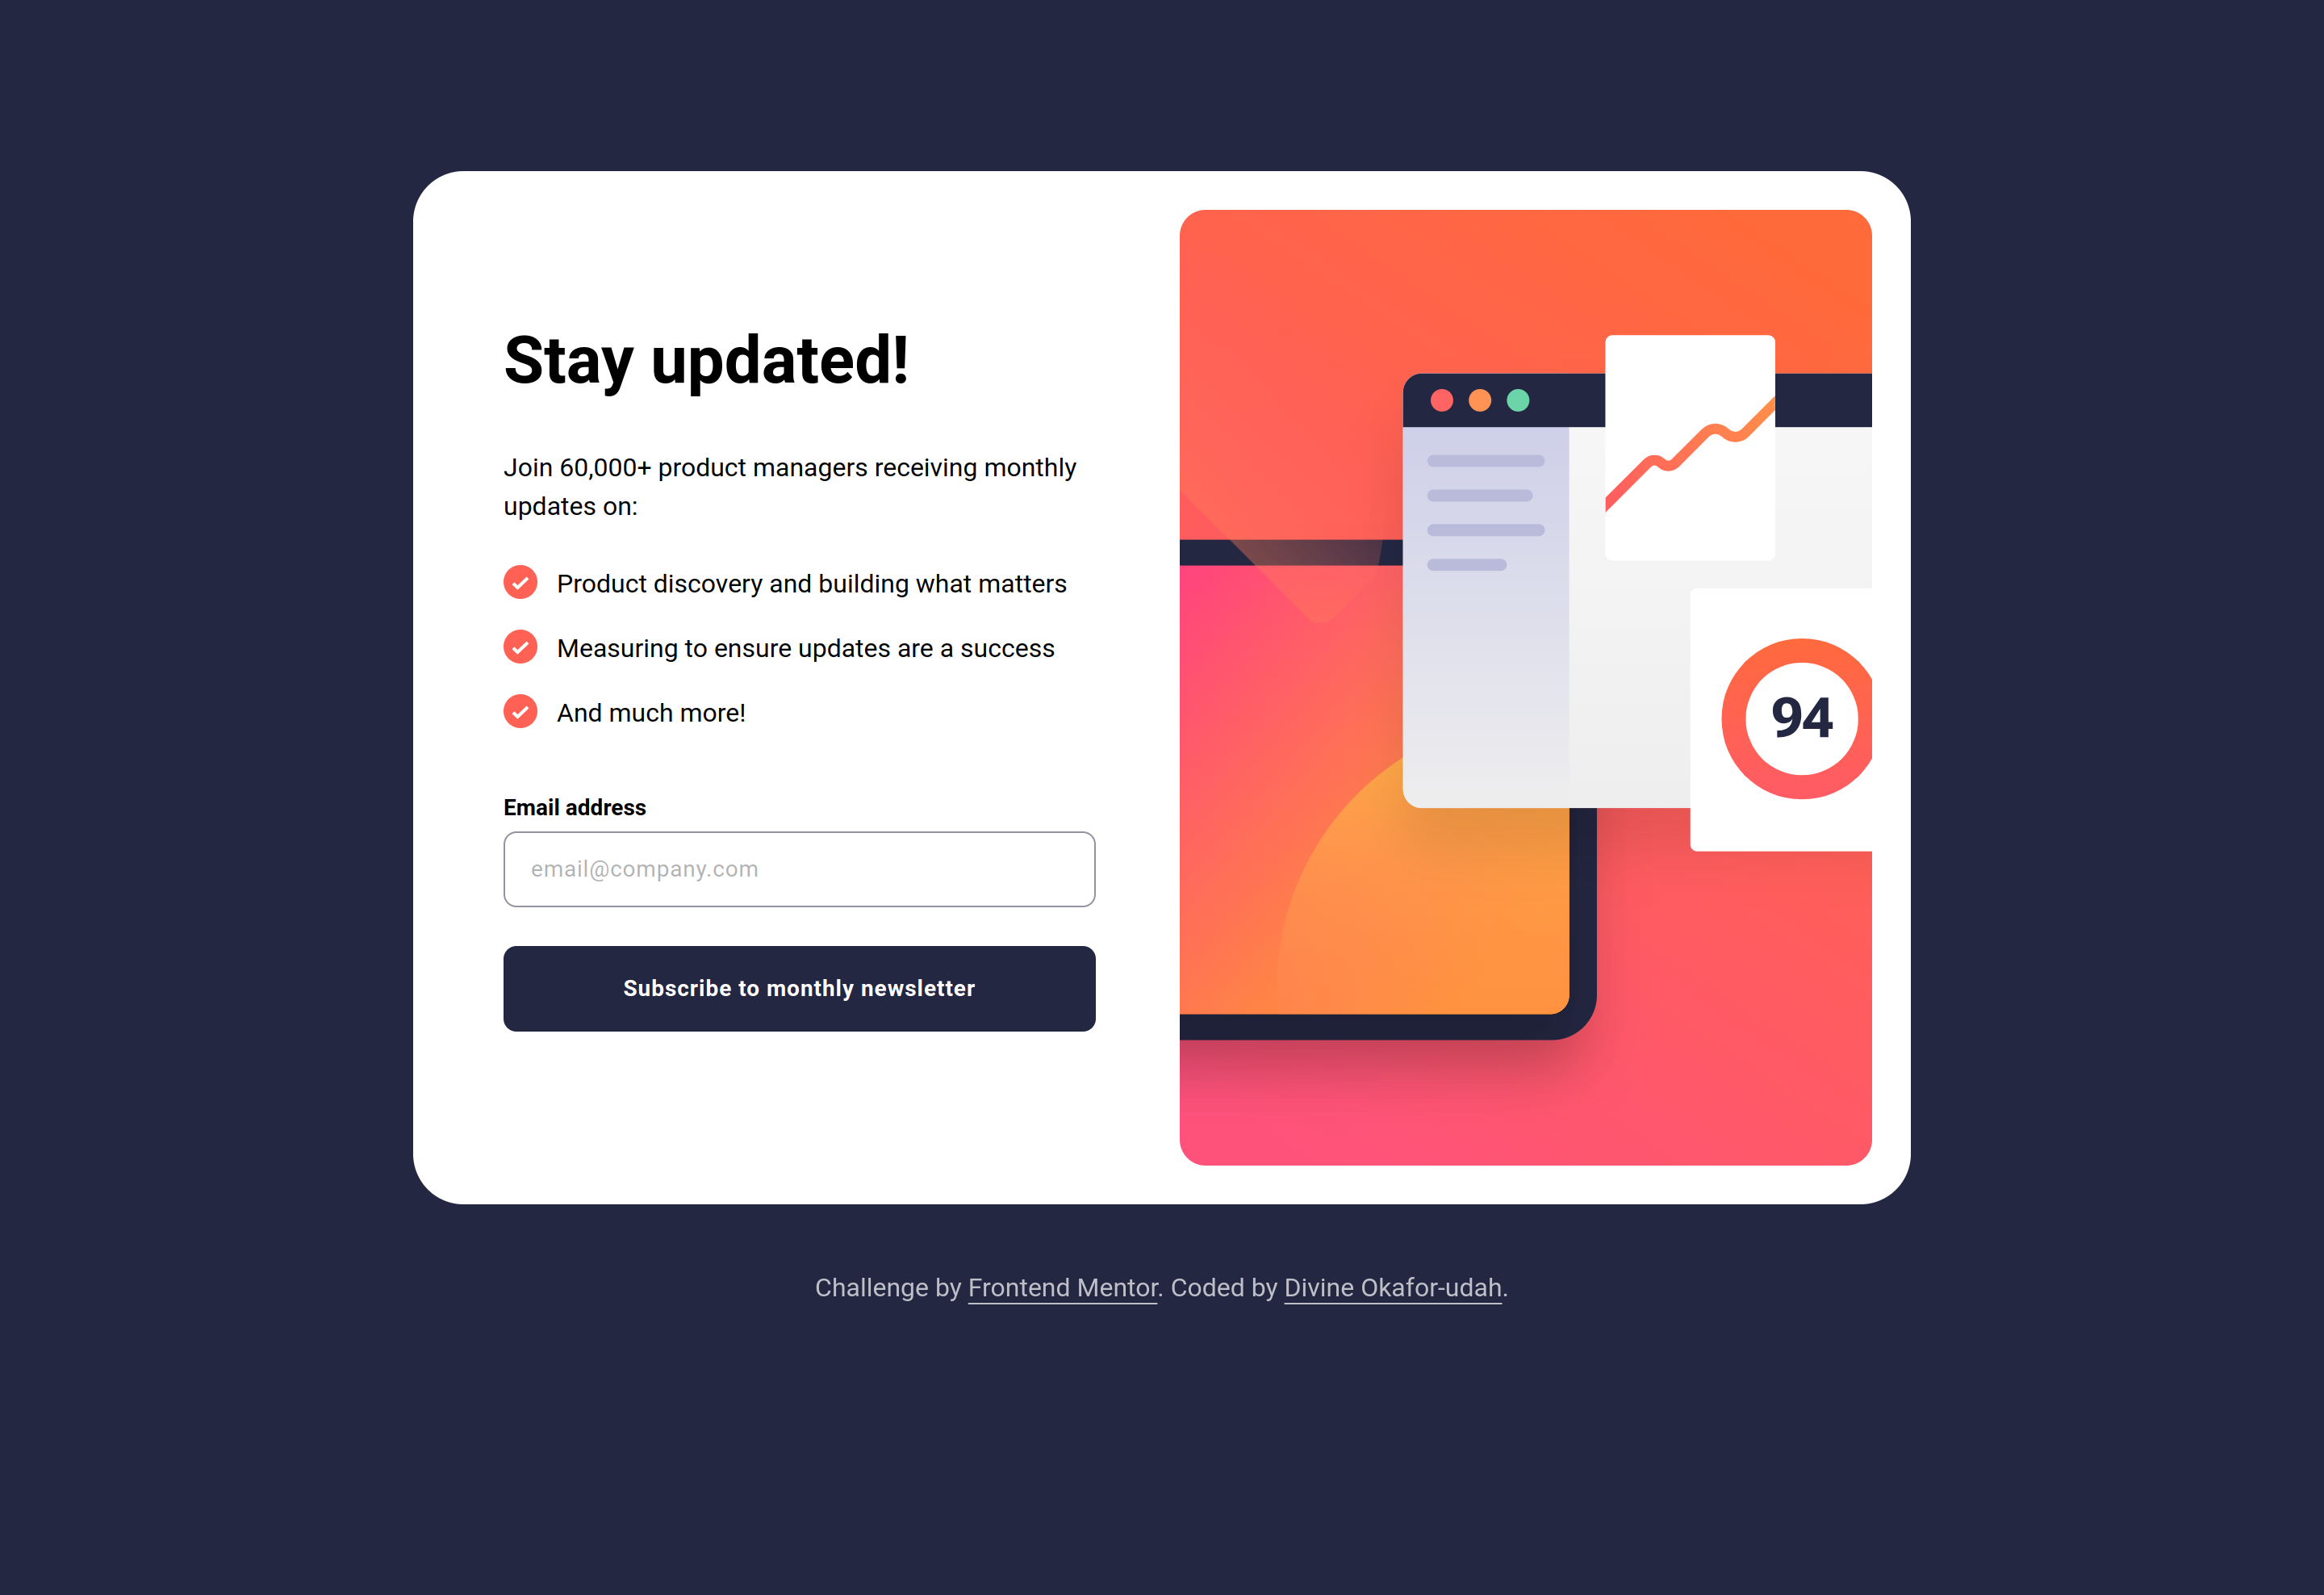 Stay updated!
Join 60,000+ product managers receiving monthly
updates on:
Product discovery and building what matters
Measuring to ensure updates are a success
And much more!
Email address
email@company.com
Subscribe to monthly newsletter
94
Challenge by Frontend Mentor. Coded by Divine Okafor-udah.